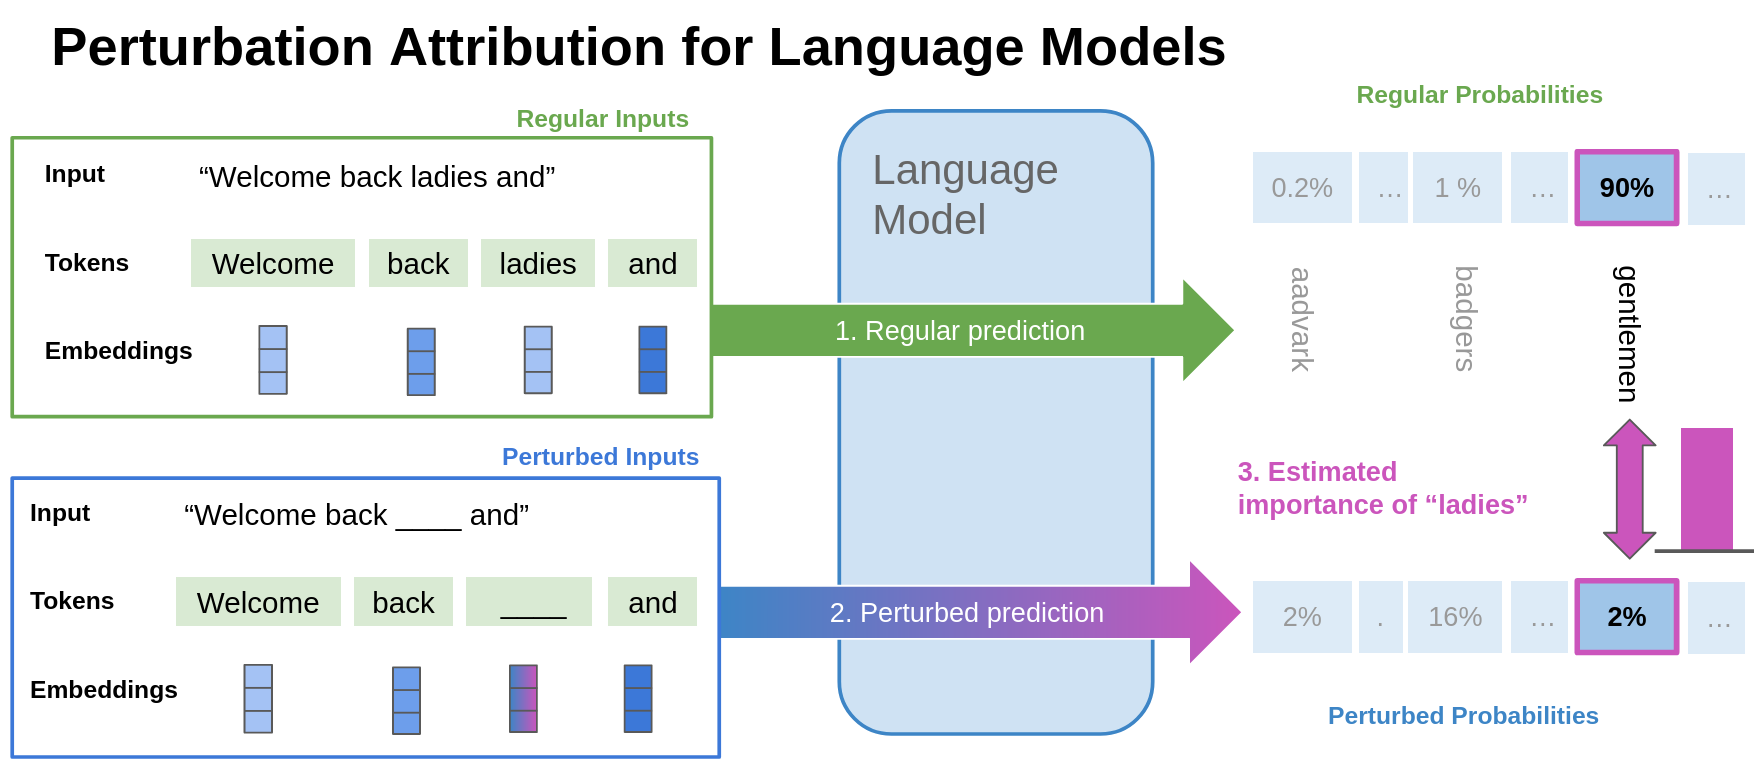 Perturbation Attribution for Language Models
Regular Inputs
Input
“Welcome back ladies and”
Tokens
Welcome back ladies and
Embeddings
Language
Model
1. Regular prediction
Regular Probabilities
0.2% … 1 % … 90% …
aadvark
badgers
gentlemen
3. Estimated
importance of “ladies”
Perturbed Inputs
Input
“Welcome back ____ and”
Tokens
Welcome back ____ and
Embeddings
2. Perturbed prediction
2% . 16% … 2% …
Perturbed Probabilities